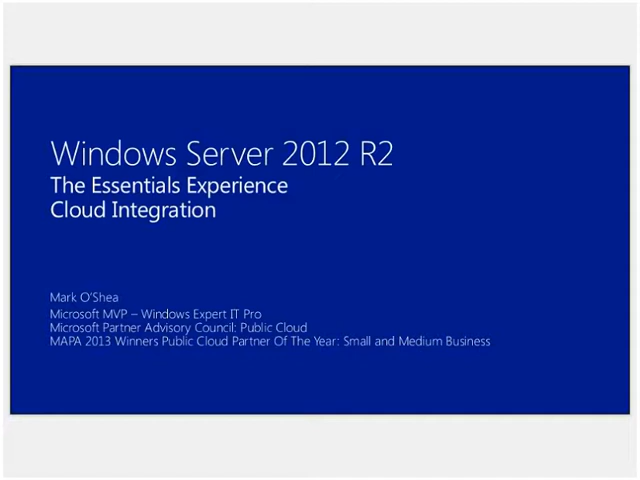 Windows Server 2012 R2
The Essentials Experience
Cloud Integration
Mark O'Shea
Microsoft MVP – Windows Expert IT Pro
Microsoft Partner Advisory Council: Public Cloud
MAPA 2013 Winners Public Cloud Partner Of The Year: Small and Medium Business